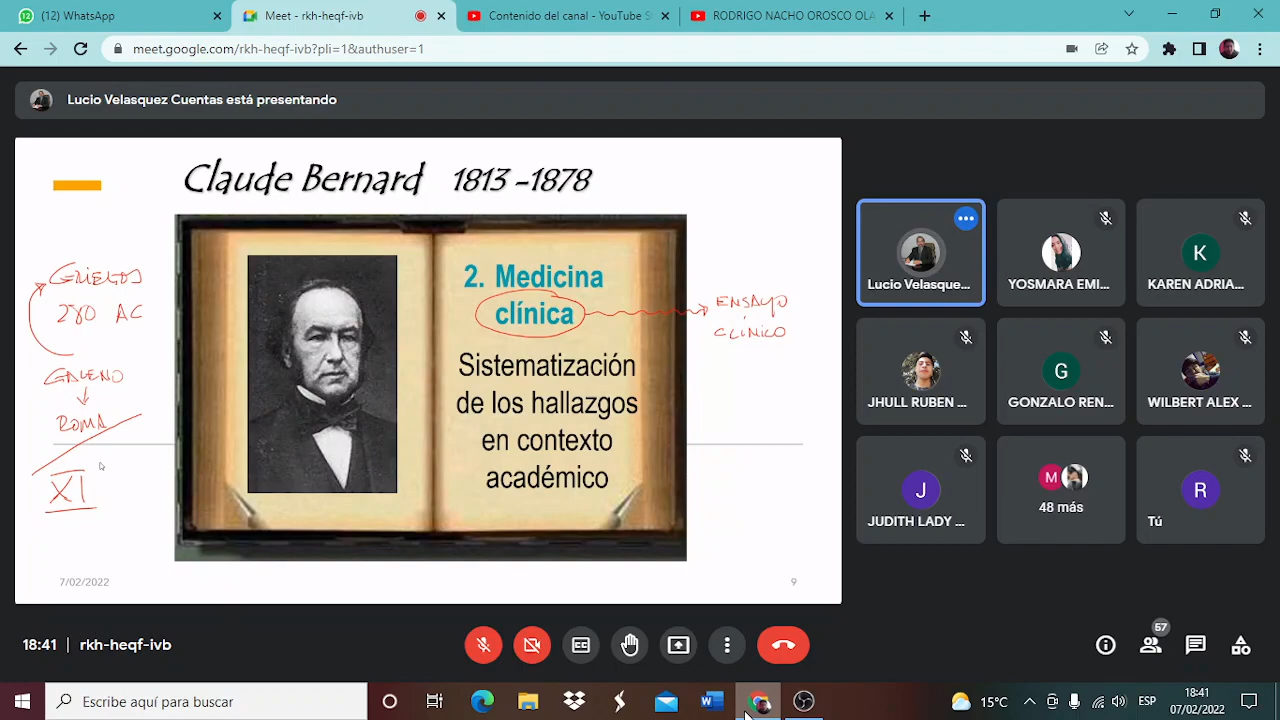 (12) WhatsApp
Meet - rkh-heqf-ivb
Contenido del canal - YouTube S
RODRIGO NACHO OROSCO OLA
meet.google.com/rkh-heqf-ivb?pli=1&authuser=1
Lucio Velasquez Cuentas está presentando
Claude Bernard 1813 -1878
GRIEGOS
280 AC
GALENO
ROMA
XI
2. Medicina
clínica
ENSAYO
CLÍNICO
Sistematización
de los hallazgos
en contexto
académico
7/02/2022
9
Lucio Velasque...
YOSMARA EMI...
K
KAREN ADRIA...
JHULL RUBEN ...
G
GONZALO REN...
WILBERT ALEX ...
J
JUDITH LADY ...
M
48 más
R
Tú
18:41 | rkh-heqf-ivb
67
Escribe aquí para buscar
15°C
ESP
18:41
07/02/2022